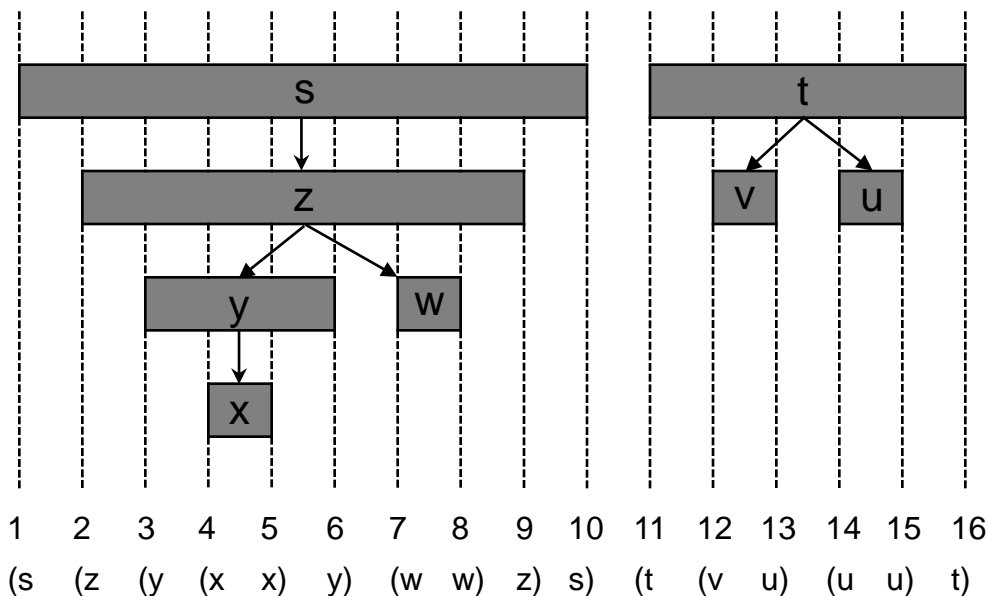 s t
z v u
y w
x
1 2 3 4 5 6 7 8 9 10 11 12 13 14 15 16
(s (z (y (x x) y) (w w) z) s) (t (v u) (u u) t)